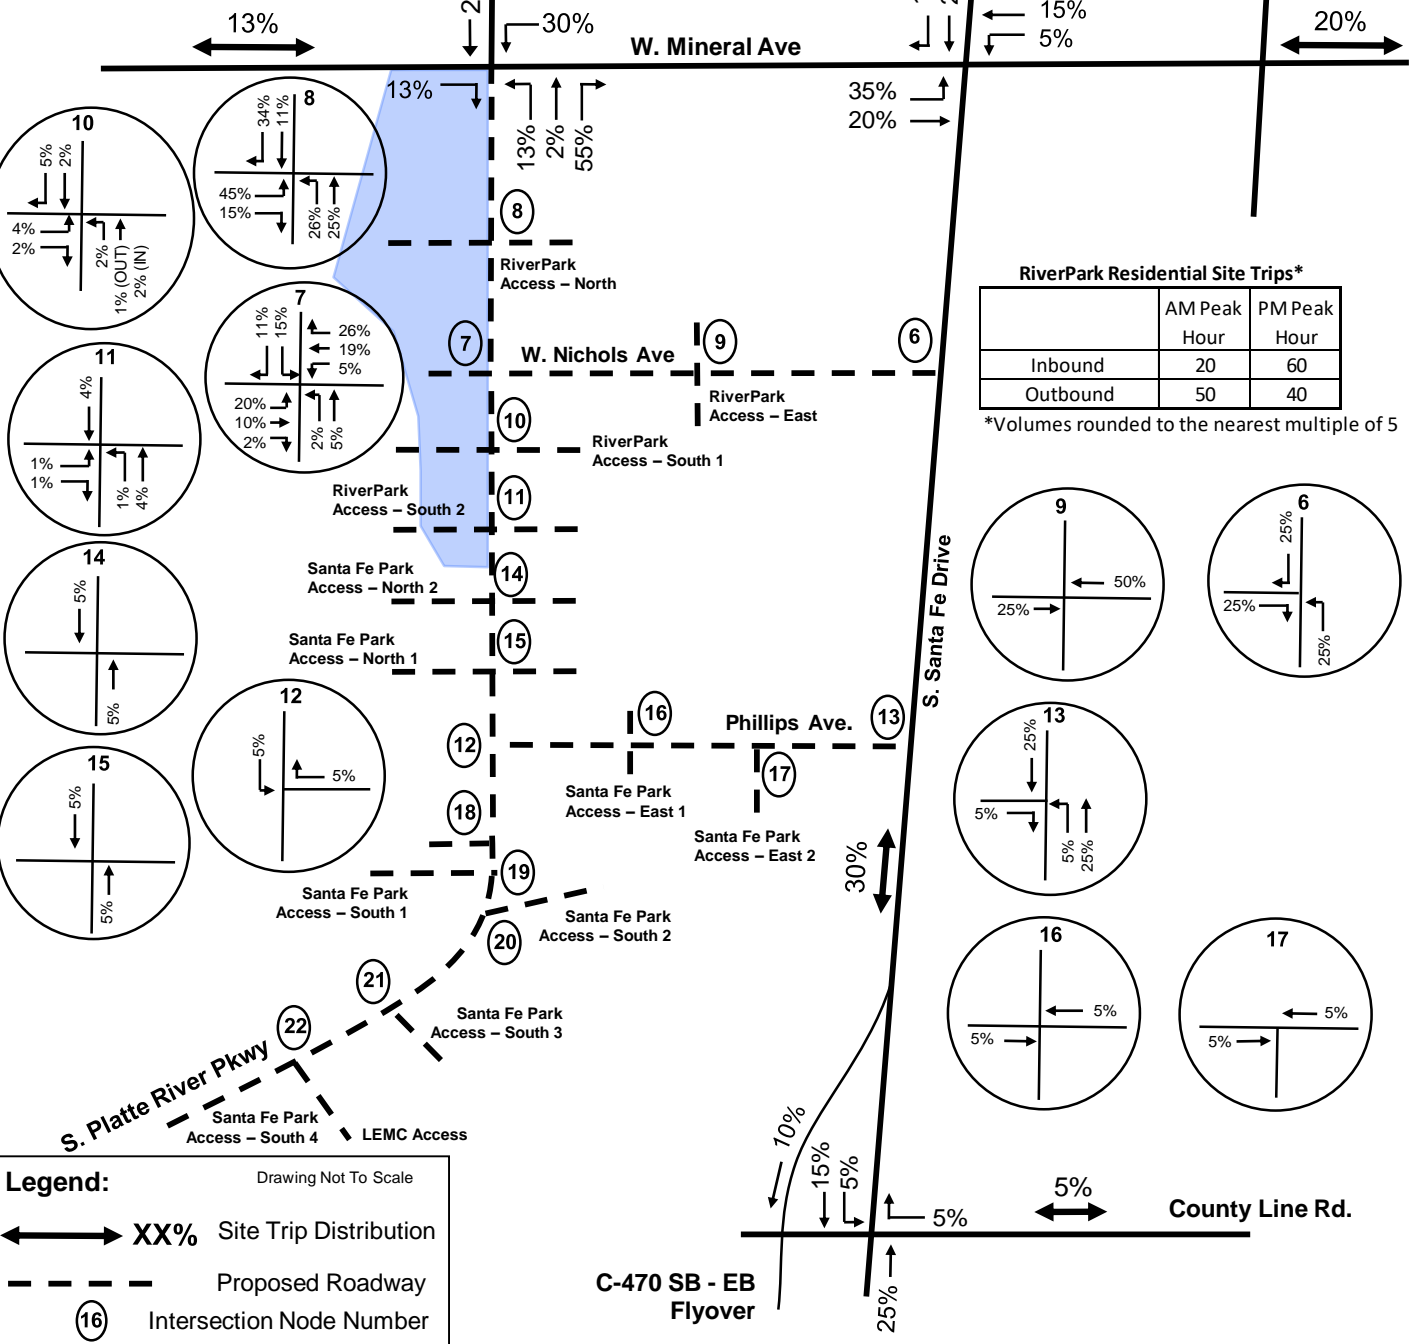 13%
2
30%
W. Mineral Ave
15%
5%
20%
13%
13%
2%
55%
35%
20%
10
5%
2%
4%
2%
2%
1% (OUT)
2% (IN)
8
34%
11%
45%
15%
26%
25%
8
RiverPark
Access – North
RiverPark Residential Site Trips*
AM Peak Hour
PM Peak Hour
Inbound 20 60
Outbound 50 40
*Volumes rounded to the nearest multiple of 5
7
11%
15%
26%
19%
5%
20%
10%
2%
2%
5%
7
W. Nichols Ave
9
6
RiverPark
Access – East
11
4%
1%
1%
1%
4%
10
RiverPark
Access – South 1
RiverPark
Access – South 2
11
9
50%
25%
6
25%
25%
25%
14
5%
5%
Santa Fe Park
Access – North 2
14
Santa Fe Park
Access – North 1
15
S. Santa Fe Drive
12
5%
5%
16
Phillips Ave.
13
12
17
Santa Fe Park
Access – East 1
Santa Fe Park
Access – East 2
13
25%
5%
5%
25%
15
5%
5%
18
19
Santa Fe Park
Access – South 1
Santa Fe Park
Access – South 2
20
30%
16
5%
5%
17
5%
5%
21
Santa Fe Park
Access – South 3
22
S. Platte River Pkwy
Santa Fe Park
Access – South 4
LEMC Access
10%
15%
5%
5%
5%
County Line Rd.
25%
C-470 SB - EB
Flyover
Legend:
Drawing Not To Scale
XX% Site Trip Distribution
Proposed Roadway
16 Intersection Node Number